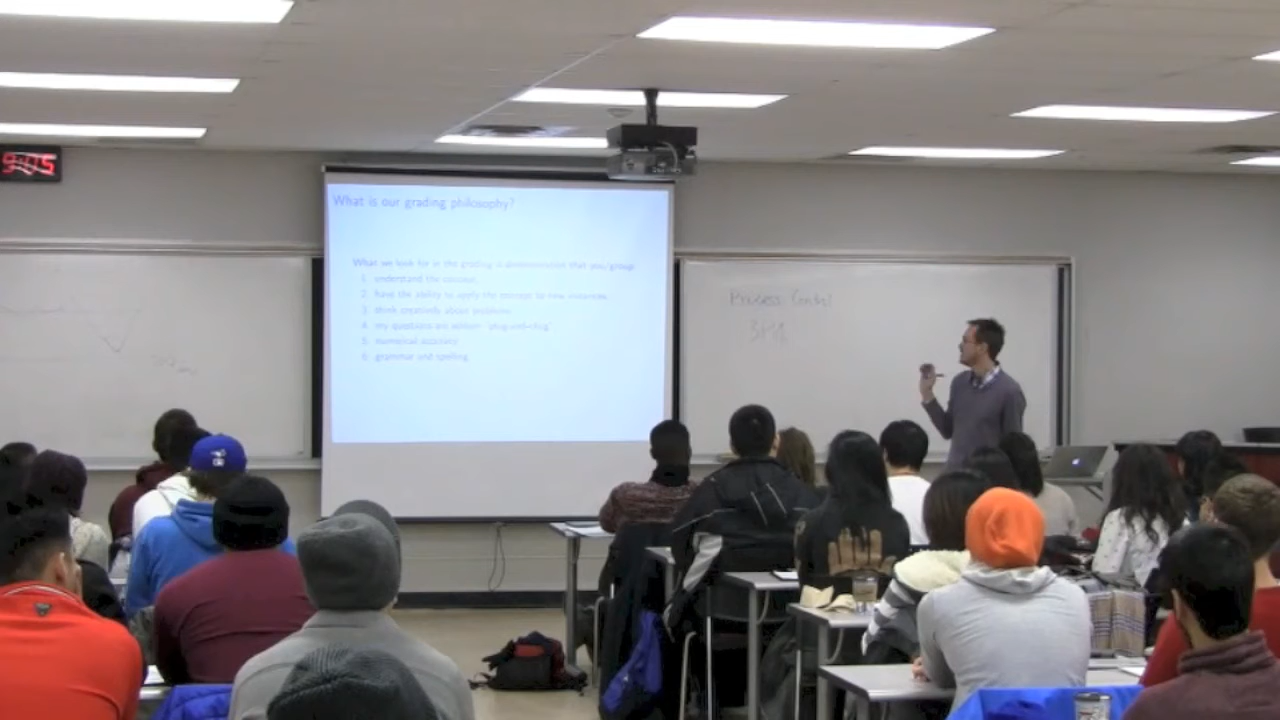 9:05
What is our grading philosophy?
What we look for in the grading is demonstration that you/group
1. understand the concept
2. have the ability to apply the concept to new instances
3. think creatively about problems
4. my questions are seldom "plug-and-chug"
5. numerical accuracy
6. grammar and spelling
Process Control